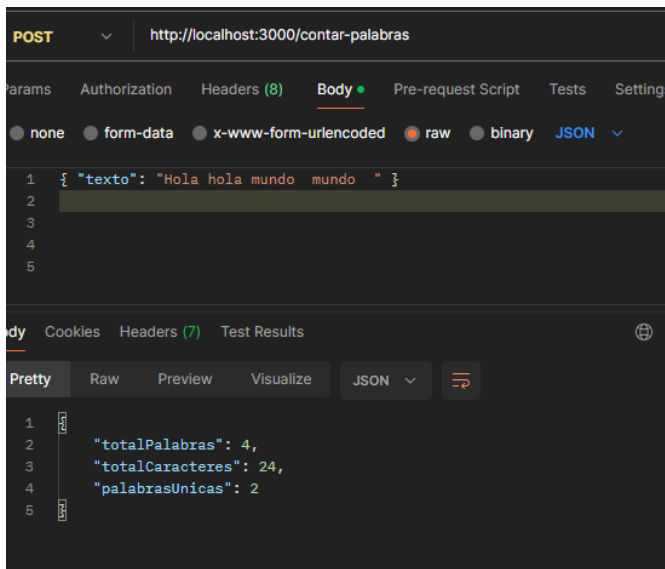 POST http://localhost:3000/contar-palabras
Params Authorization Headers (8) Body Pre-request Script Tests Setting
none form-data x-www-form-urlencoded raw binary JSON
1 { "texto": "Hola hola mundo  mundo  " }
2
3
4
5
ody Cookies Headers (7) Test Results
Pretty Raw Preview Visualize JSON
1 {
2 "totalPalabras": 4,
3 "totalCaracteres": 24,
4 "palabrasUnicas": 2
5 }